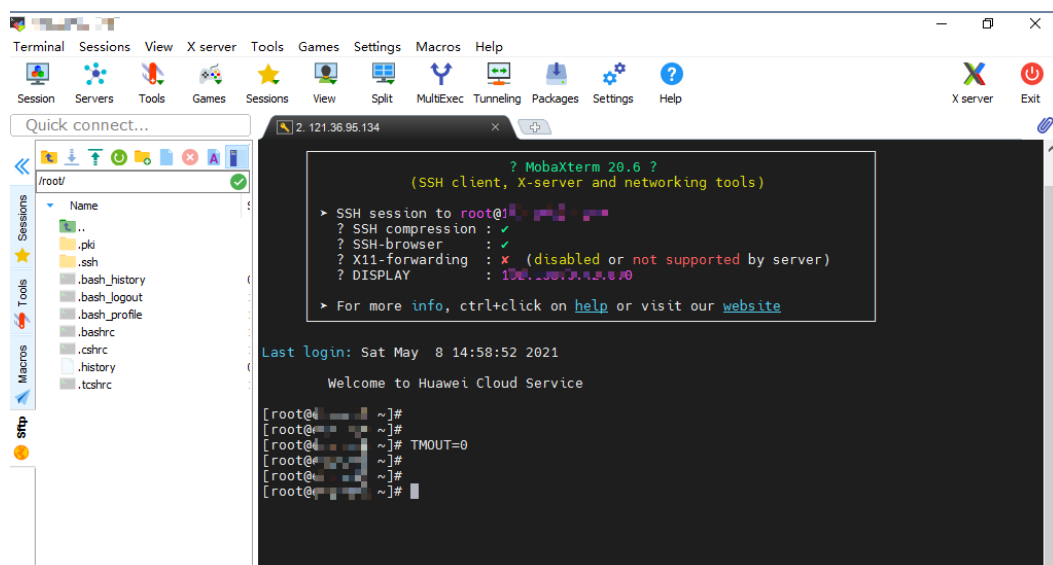 Terminal Sessions View X server Tools Games Settings Macros Help
Session Servers Tools Games Sessions View Split MultiExec Tunneling Packages Settings Help X server Exit
Quick connect...
2. 121.36.95.134
/root/
Name
..
.pki
.ssh
.bash_history
.bash_logout
.bash_profile
.bashrc
.cshrc
.history
.tcshrc
Sessions
Tools
Macros
Sftp
? MobaXterm 20.6 ?
(SSH client, X-server and networking tools)
➤ SSH session to root@1
? SSH compression : ✔
? SSH-browser : ✔
? X11-forwarding : ✘ (disabled or not supported by server)
? DISPLAY :
➤ For more info, ctrl+click on help or visit our website
Last login: Sat May 8 14:58:52 2021
Welcome to Huawei Cloud Service
[root@ ~]#
[root@ ~]#
[root@ ~]# TMOUT=0
[root@ ~]#
[root@ ~]#
[root@ ~]#